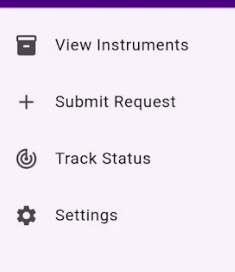 View Instruments
Submit Request
Track Status
Settings